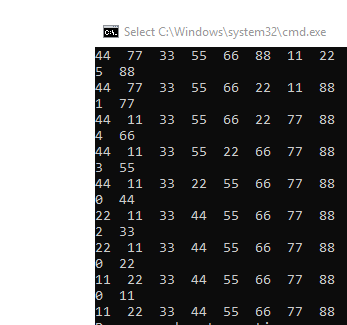 Select C:\Windows\system32\cmd.exe
44 77 33 55 66 88 11 22
5 88
44 77 33 55 66 22 11 88
1 77
44 11 33 55 66 22 77 88
4 66
44 11 33 55 22 66 77 88
3 55
44 11 33 22 55 66 77 88
0 44
22 11 33 44 55 66 77 88
2 33
22 11 33 44 55 66 77 88
0 22
11 22 33 44 55 66 77 88
0 11
11 22 33 44 55 66 77 88